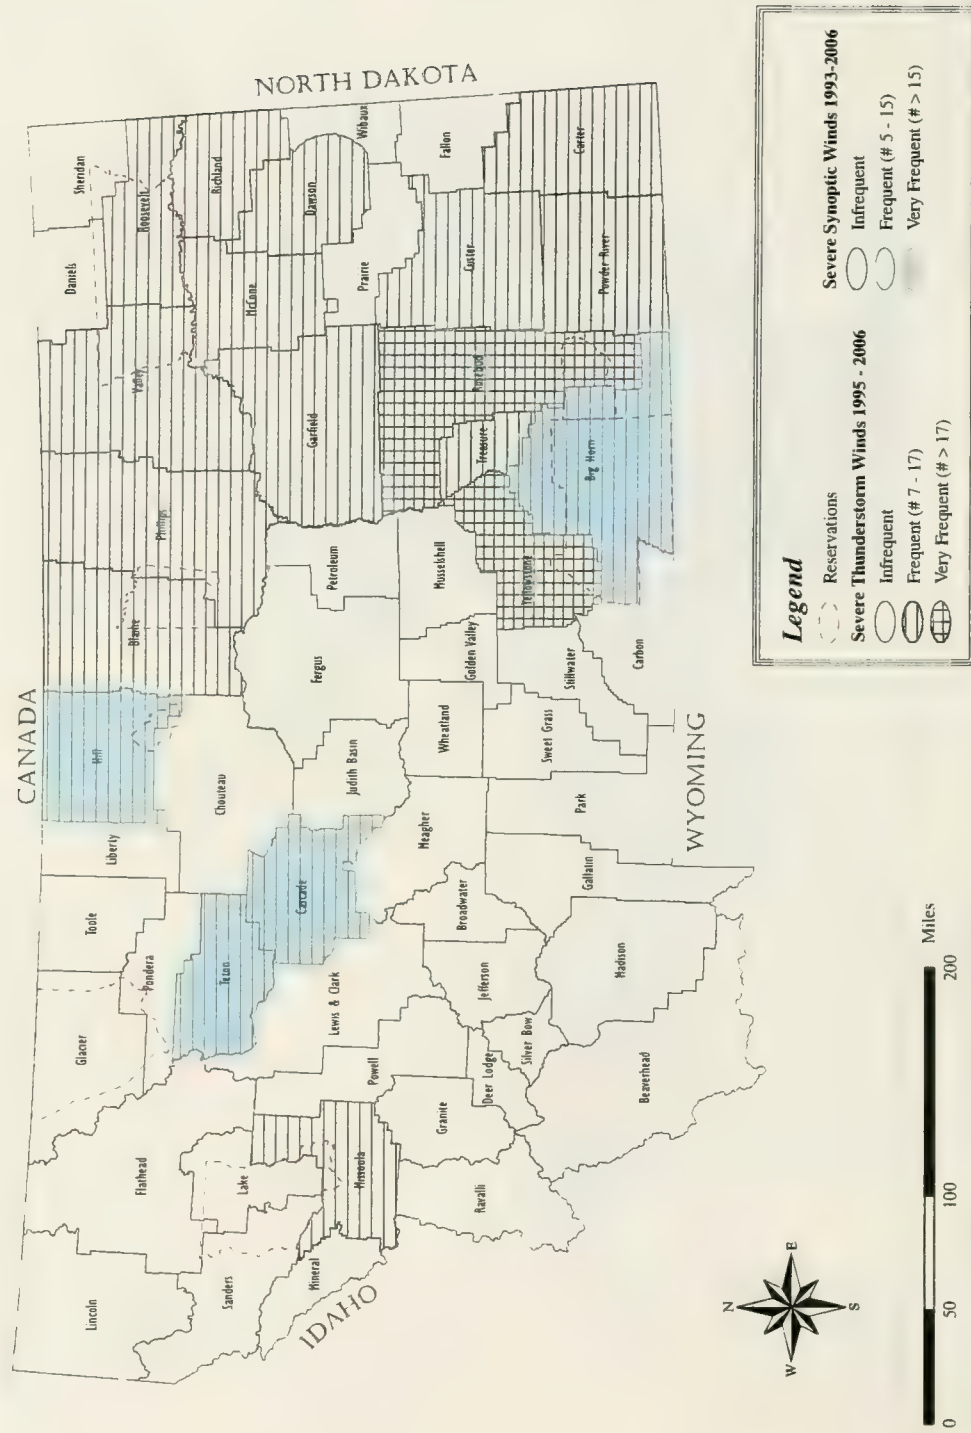 CANADA
NORTH DAKOTA
WYOMING
IDAHO
Lincoln
Flathead
Glacier
Toole
Liberty
Hill
Blaine
Phillips
Valley
Daniels
Sheridan
Roosevelt
Richland
McCone
Dawson
Wibaux
Prairie
Fallon
Custer
Carter
Powder River
Rosebud
Garfield
Treasure
Big Horn
Yellowstone
Musselshell
Petroleum
Fergus
Golden Valley
Stillwater
Carbon
Sweet Grass
Wheatland
Judith Basin
Chouteau
Pondera
Teton
Cascade
Meagher
Park
Gallatin
Broadwater
Lewis & Clark
Jefferson
Madison
Silver Bow
Deer Lodge
Powell
Granite
Beaverhead
Ravalli
Missoula
Lake
Sanders
Mineral
N
E
S
W
0
50
100
200
Miles
Legend
Reservations
Severe Thunderstorm Winds 1995 - 2006
Infrequent
Frequent (# 7 - 17)
Very Frequent (# > 17)
Severe Synoptic Winds 1993-2006
Infrequent
Frequent (# 5 - 15)
Very Frequent (# > 15)